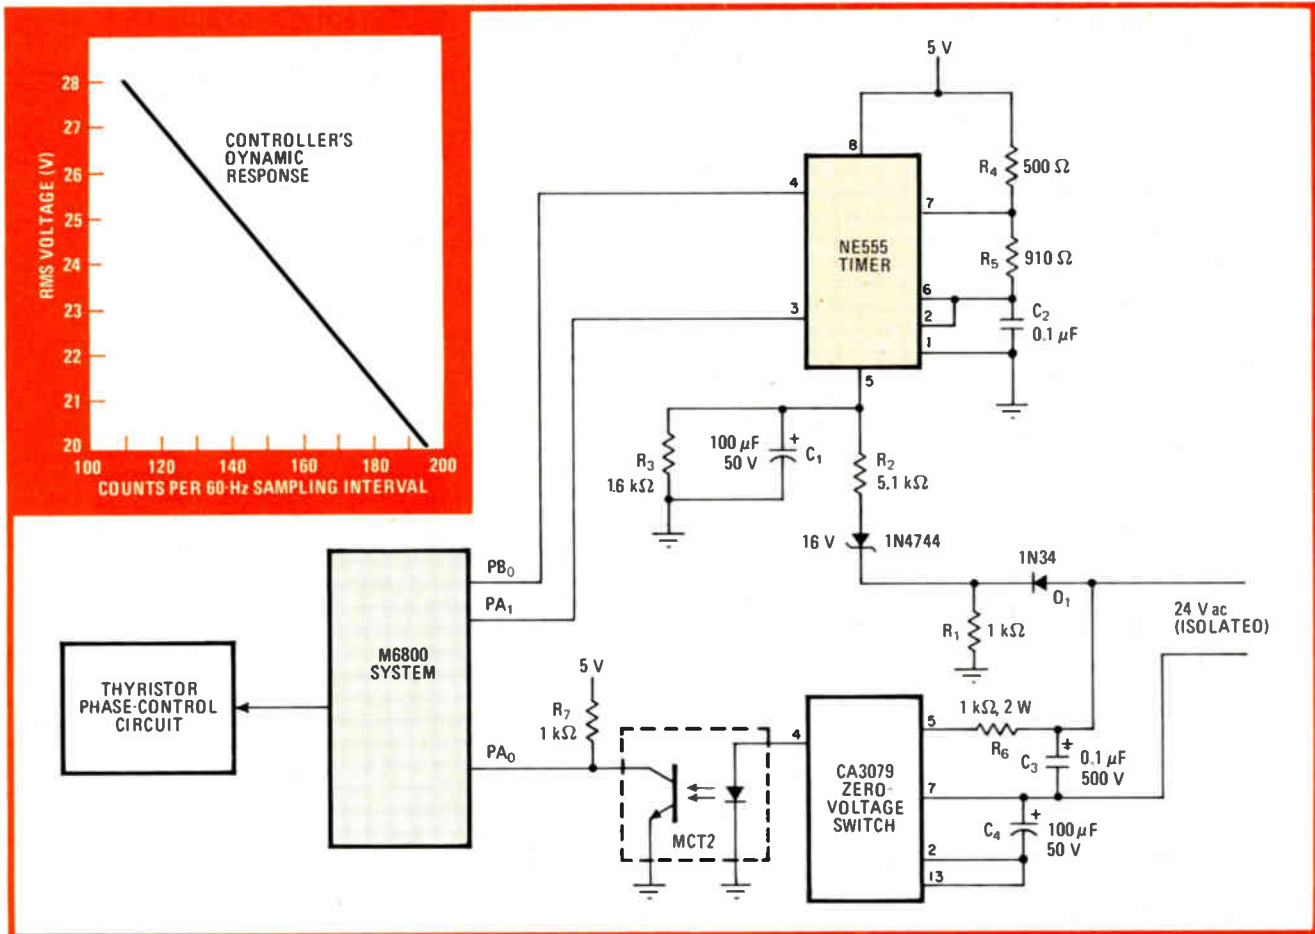 28
27
26
25
24
23
22
21
20
RMS VOLTAGE (V)
CONTROLLER'S
DYNAMIC
RESPONSE
100 120 140 160 180 200
COUNTS PER 60-Hz SAMPLING INTERVAL
5 V
8
4
7
R4 500 Ω
NE555
TIMER
R5 910 Ω
6
3
2
C2
0.1 µF
1
5
R3
1.6 kΩ
100 µF
50 V
+
C1
R2
5.1 kΩ
16 V
1N4744
1N34
D1
R1 1 kΩ
24 V ac
(ISOLATED)
PB0
PA1
M6800
SYSTEM
THYRISTOR
PHASE-CONTROL
CIRCUIT
5 V
R7
1 kΩ
PA0
MCT2
4
CA3079
ZERO-
VOLTAGE
SWITCH
5
1 kΩ, 2 W
R6
+
C3
0.1 µF
500 V
7
C4
+
100 µF
50 V
2
13